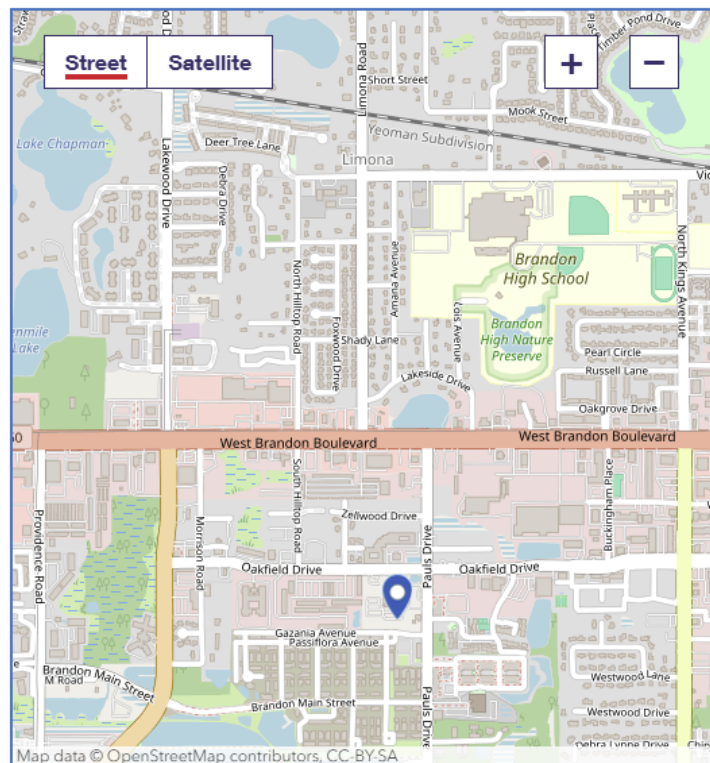 Straw
Place
Timber Pond Drive
Street
Satellite
+
−
Limona Road
Short Street
Mook Street
Yeoman Subdivision
Lake Chapman
Deer Tree Lane
Limona
Lakewood Drive
Debra Drive
North Hilltop Road
Amana Avenue
Brandon
High School
North Kings Avenue
Foxwood Drive
Lois Avenue
Brandon
High Nature
Preserve
Shady Lane
Pearl Circle
Russell Lane
Lakeside Drive
Oakgrove Drive
60
West Brandon Boulevard
West Brandon Boulevard
Providence Road
Morrison Road
South Hilltop Road
Buckingham Place
Zellwood Drive
Pauls Drive
Oakfield Drive
Oakfield Drive
Gazania Avenue
Passiflora Avenue
Brandon Main Street
M Road
Brandon Main Street
Pauls Drive
Westwood Lane
Westwood Drive
Debra Lynne Drive
Map data © OpenStreetMap contributors, CC-BY-SA